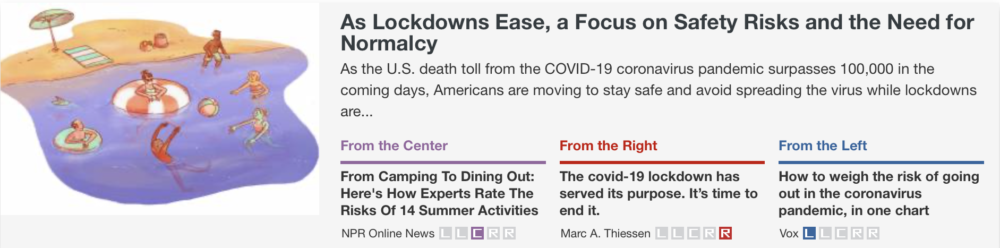 As Lockdowns Ease, a Focus on Safety Risks and the Need for
Normalcy
As the U.S. death toll from the COVID-19 coronavirus pandemic surpasses 100,000 in the
coming days, Americans are moving to stay safe and avoid spreading the virus while lockdowns
are...
From the Center
From Camping To Dining Out:
Here's How Experts Rate The
Risks Of 14 Summer Activities
NPR Online News L L C R R
From the Right
The covid-19 lockdown has
served its purpose. It’s time to
end it.
Marc A. Thiessen L L C R R
From the Left
How to weigh the risk of going
out in the coronavirus
pandemic, in one chart
Vox L L C R R